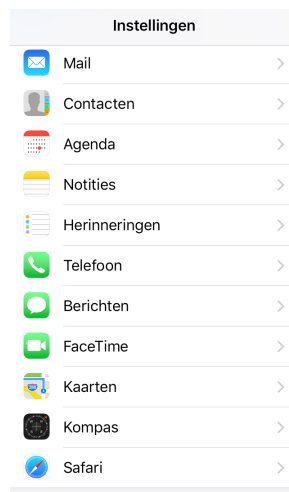 Instellingen
Mail
Contacten
Agenda
Notities
Herinneringen
Telefoon
Berichten
FaceTime
Kaarten
Kompas
Safari